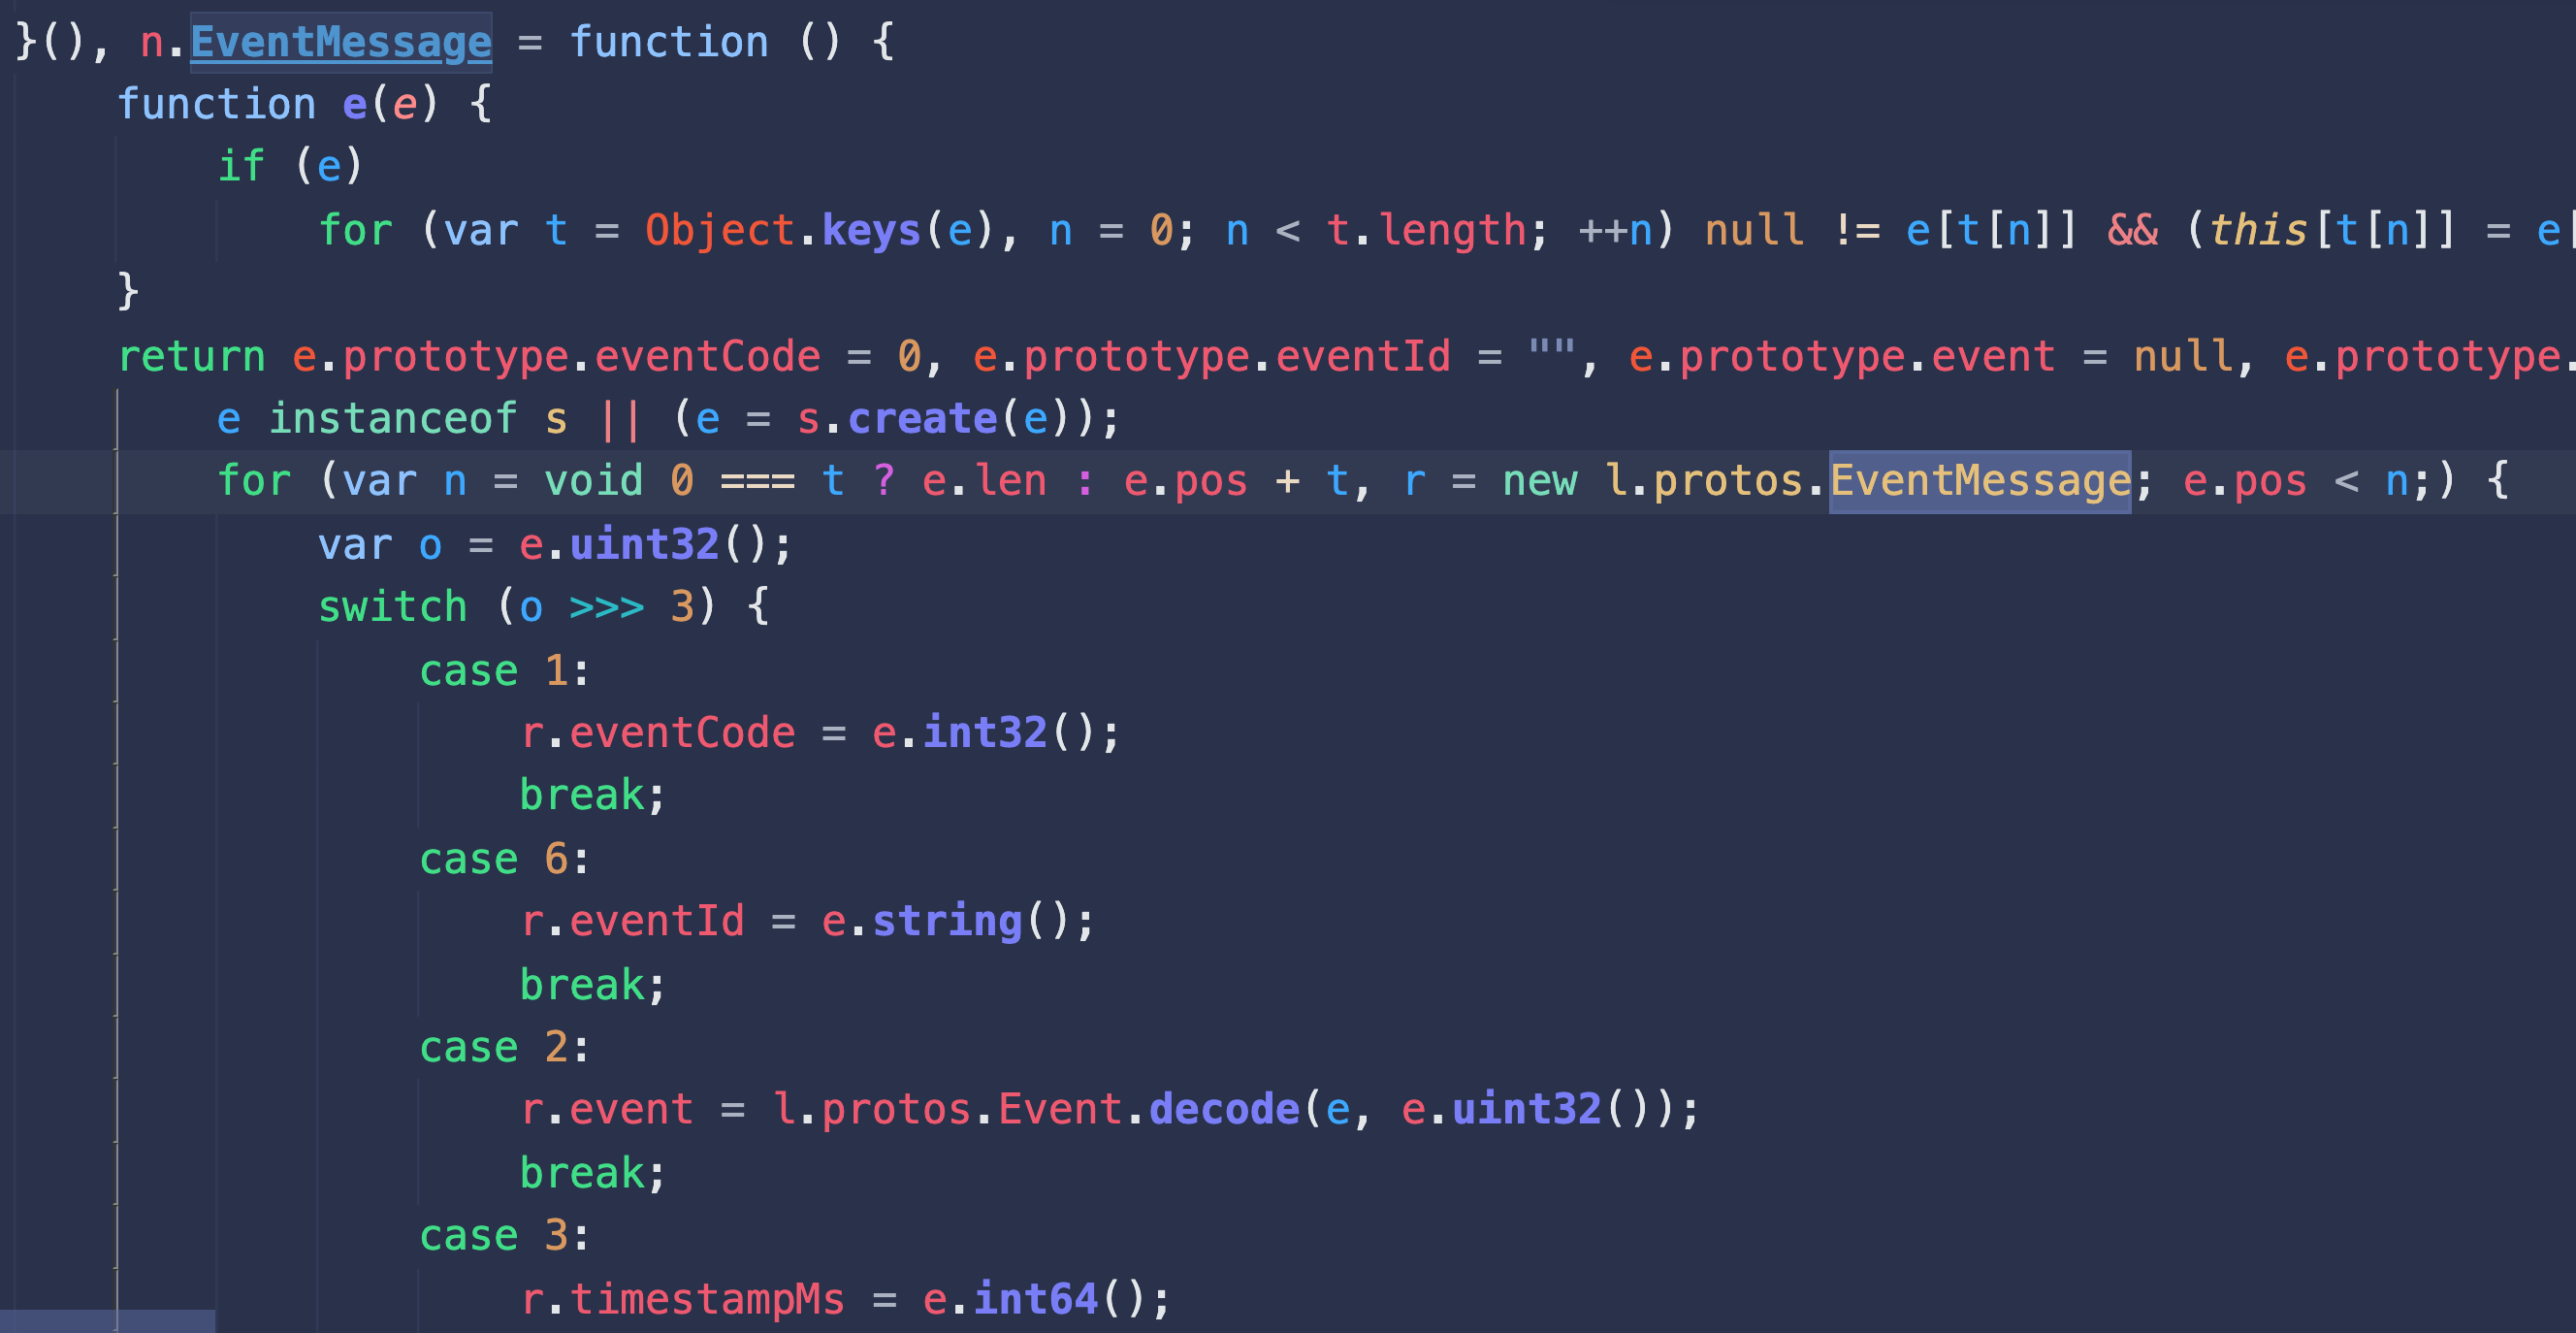 }(), n.EventMessage = function () {
function e(e) {
if (e)
for (var t = Object.keys(e), n = 0; n < t.length; ++n) null != e[t[n]] && (this[t[n]] = e[
}
return e.prototype.eventCode = 0, e.prototype.eventId = "", e.prototype.event = null, e.prototype.
e instanceof s || (e = s.create(e));
for (var n = void 0 === t ? e.len : e.pos + t, r = new l.protos.EventMessage; e.pos < n;) {
var o = e.uint32();
switch (o >>> 3) {
case 1:
r.eventCode = e.int32();
break;
case 6:
r.eventId = e.string();
break;
case 2:
r.event = l.protos.Event.decode(e, e.uint32());
break;
case 3:
r.timestampMs = e.int64();